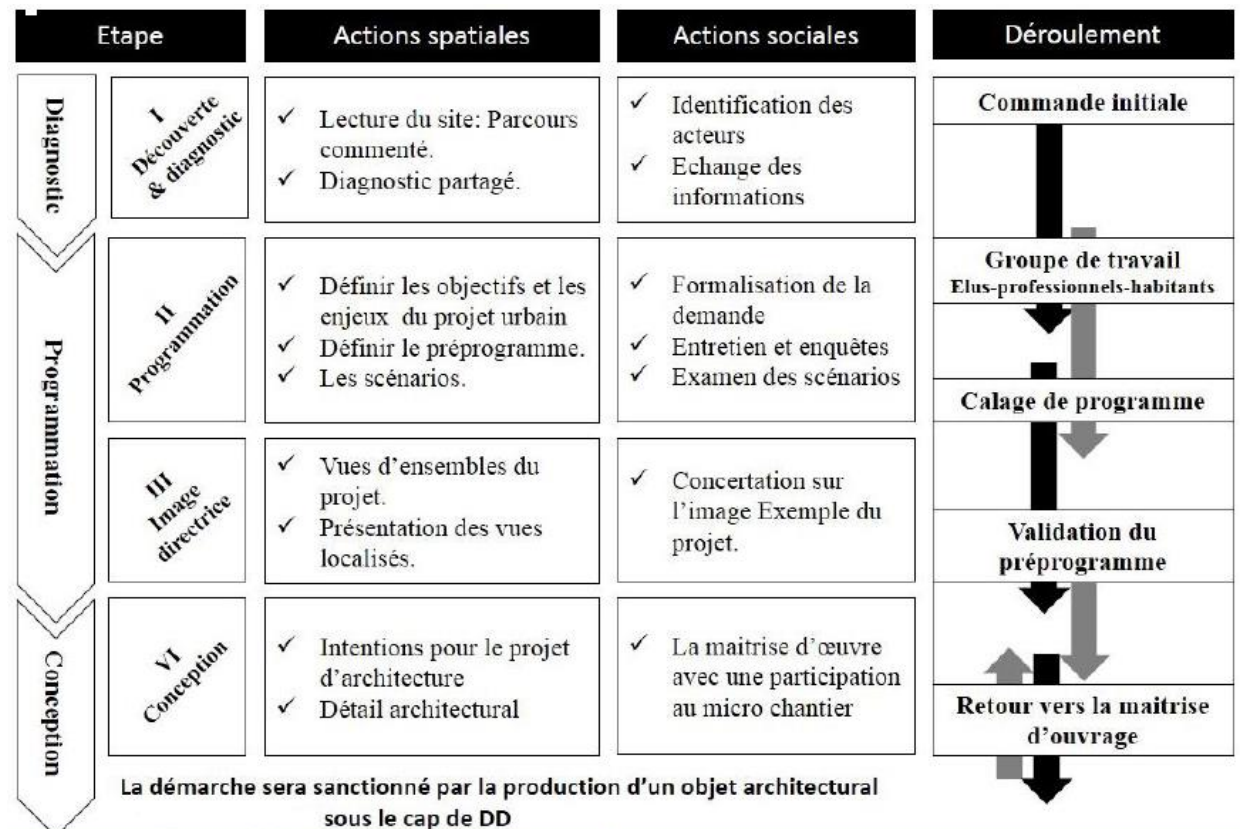 Etape
Actions spatiales
Actions sociales
Déroulement
Diagnostic
I
Découverte
& diagnostic
✓ Lecture du site: Parcours
commenté.
✓ Diagnostic partagé.
✓ Identification des
acteurs
✓ Echange des
informations
Commande initiale
Programmation
II
Programmation
✓ Définir les objectifs et les
enjeux du projet urbain
✓ Définir le préprogramme.
✓ Les scénarios.
✓ Formalisation de la
demande
✓ Entretien et enquêtes
✓ Examen des scénarios
Groupe de travail
Elus-professionnels-habitants
Calage de programme
III
Image
directrice
✓ Vues d’ensembles du
projet.
✓ Présentation des vues
localisés.
✓ Concertation sur
l’image Exemple du
projet.
Validation du
préprogramme
Conception
VI
Conception
✓ Intentions pour le projet
d’architecture
✓ Détail architectural
✓ La maitrise d’œuvre
avec une participation
au micro chantier
Retour vers la maitrise
d’ouvrage
La démarche sera sanctionné par la production d’un objet architectural
sous le cap de DD